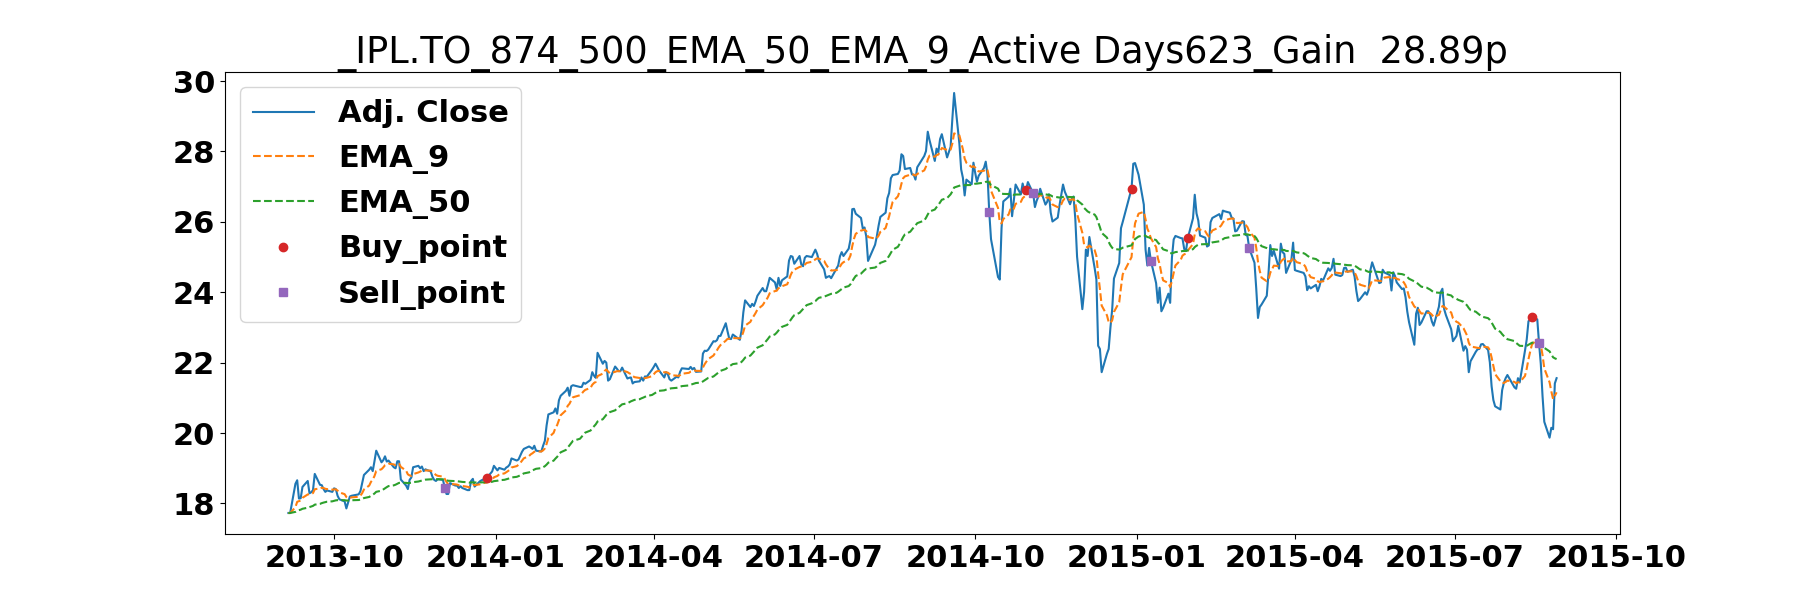 _IPL.TO_874_500_EMA_50_EMA_9_Active Days623_Gain  28.89p
30
28
26
24
22
20
18
Adj. Close
EMA_9
EMA_50
Buy_point
Sell_point
2013-10 2014-01 2014-04 2014-07 2014-10 2015-01 2015-04 2015-07 2015-10